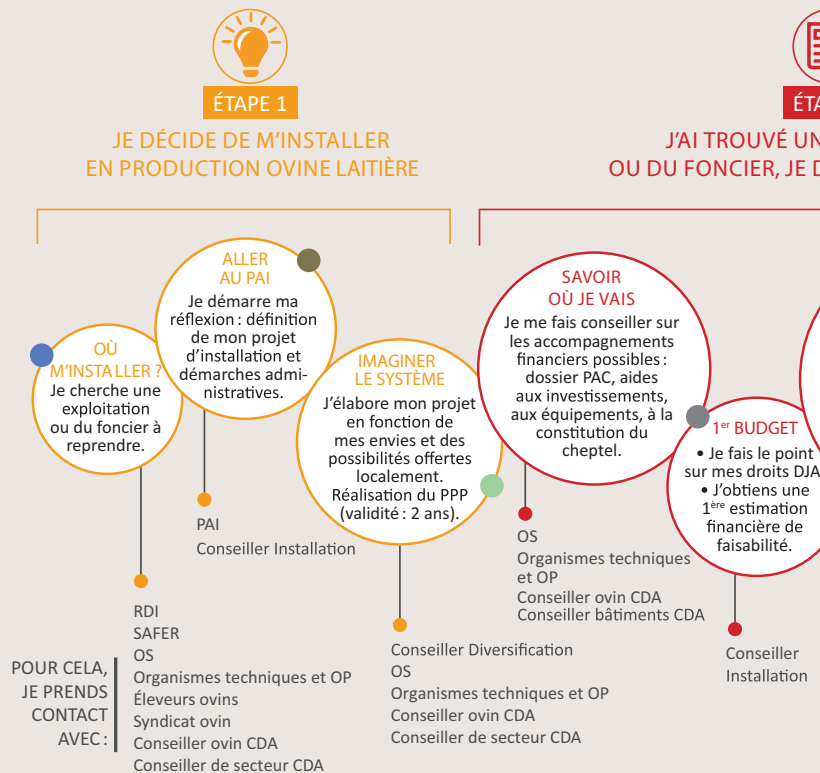 ÉTAPE 1
JE DÉCIDE DE M'INSTALLER
EN PRODUCTION OVINE LAITIÈRE
OÙ
M'INSTALLER ?
Je cherche une
exploitation
ou du foncier à
reprendre.
ALLER
AU PAI
Je démarre ma
réflexion : définition
de mon projet
d'installation et
démarches admi-
nistratives.
IMAGINER
LE SYSTÈME
J'élabore mon projet
en fonction de
mes envies et des
possibilités offertes
localement.
Réalisation du PPP
(validité : 2 ans).
POUR CELA,
JE PRENDS
CONTACT
AVEC :
RDI
SAFER
OS
Organismes techniques et OP
Éleveurs ovins
Syndicat ovin
Conseiller ovin CDA
Conseiller de secteur CDA
PAI
Conseiller Installation
Conseiller Diversification
OS
Organismes techniques et OP
Conseiller ovin CDA
Conseiller de secteur CDA
ÉTA
J'AI TROUVÉ UN
OU DU FONCIER, JE D
SAVOIR
OÙ JE VAIS
Je me fais conseiller sur
les accompagnements
financiers possibles :
dossier PAC, aides
aux investissements,
aux équipements, à la
constitution du
cheptel.
1er BUDGET
• Je fais le point
sur mes droits DJA
• J'obtiens une
1ère estimation
financière de
faisabilité.
OS
Organismes techniques
et OP
Conseiller ovin CDA
Conseiller bâtiments CDA
Conseiller
Installation